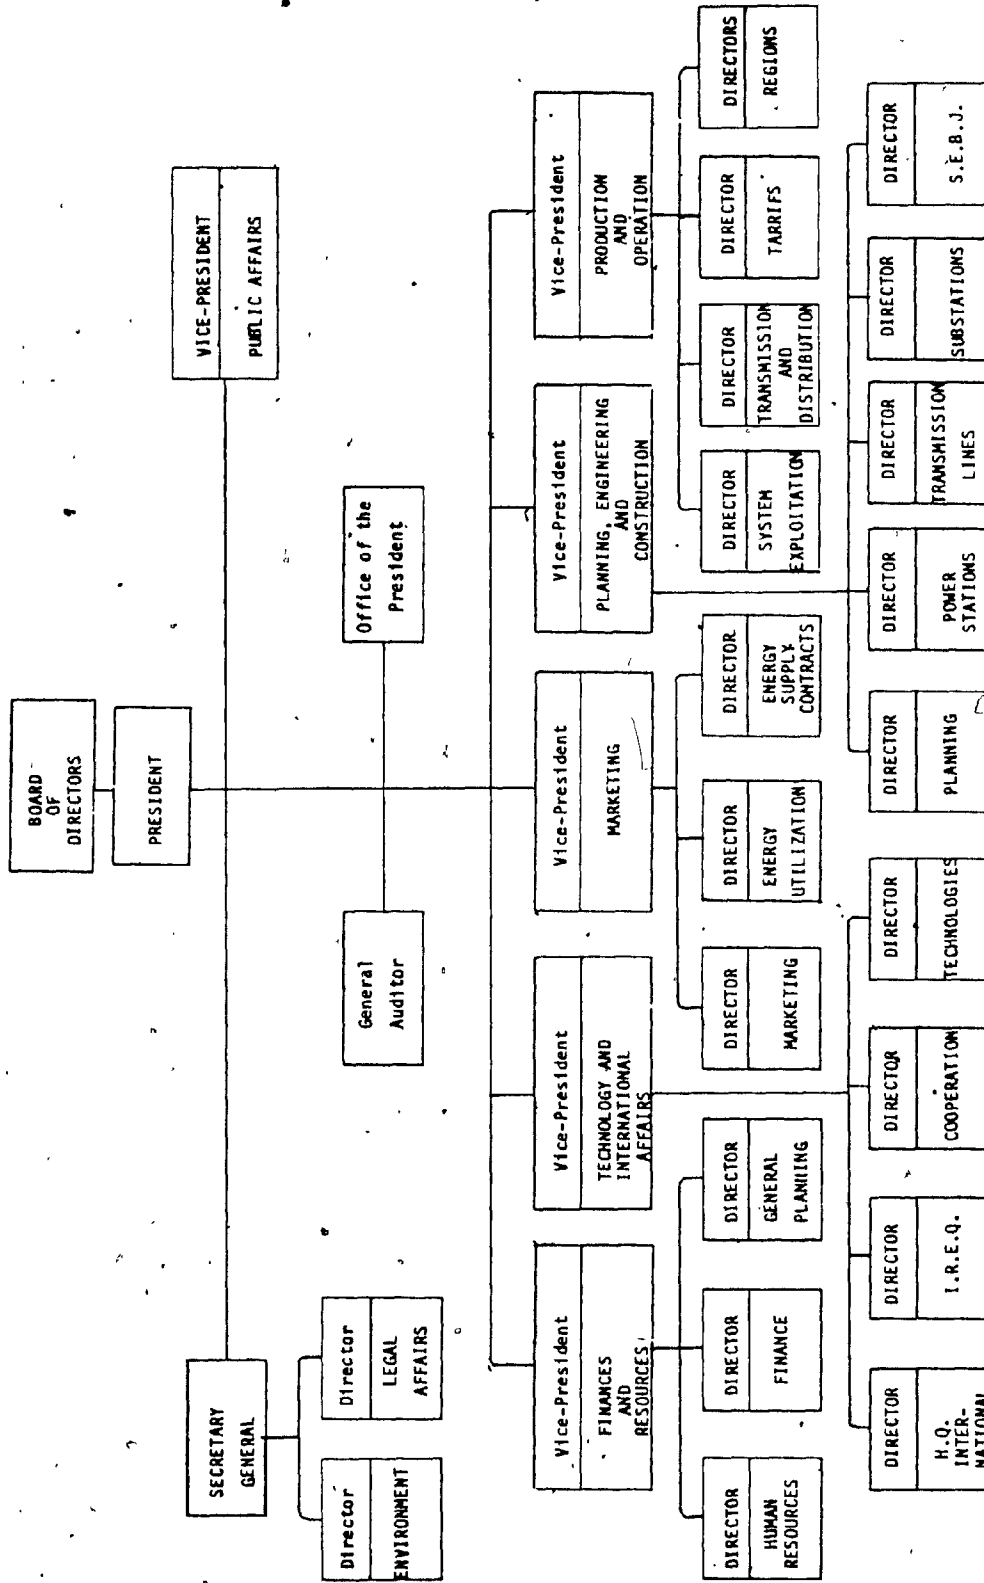 BOARD
OF
DIRECTORS
PRESIDENT
SECRETARY
GENERAL
VICE-PRESIDENT
PUBLIC AFFAIRS
Director
ENVIRONMENT
Director
LEGAL
AFFAIRS
General
Auditor
Office of the
President
Vice-President
FINANCES
AND
RESOURCES
Vice-President
TECHNOLOGY AND
INTERNATIONAL
AFFAIRS
Vice-President
MARKETING
Vice-President
PLANNING, ENGINEERING
AND
CONSTRUCTION
Vice-President
PRODUCTION
AND
OPERATION
DIRECTOR
HUMAN
RESOURCES
DIRECTOR
FINANCE
DIRECTOR
GENERAL
PLANNING
DIRECTOR
MARKETING
DIRECTOR
ENERGY
UTILIZATION
DIRECTOR
ENERGY
SUPPLY
CONTRACTS
DIRECTOR
SYSTEM
EXPLOITATION
DIRECTOR
TRANSMISSION
AND
DISTRIBUTION
DIRECTOR
TARRIFS
DIRECTORS
REGIONS
DIRECTOR
H.Q.
INTER-
NATIONAL
DIRECTOR
I.R.E.Q.
DIRECTOR
COOPERATION
DIRECTOR
TECHNOLOGIES
DIRECTOR
PLANNING
DIRECTOR
POWER
STATIONS
DIRECTOR
TRANSMISSION
LINES
DIRECTOR
SUBSTATIONS
DIRECTOR
S.E.B.J.